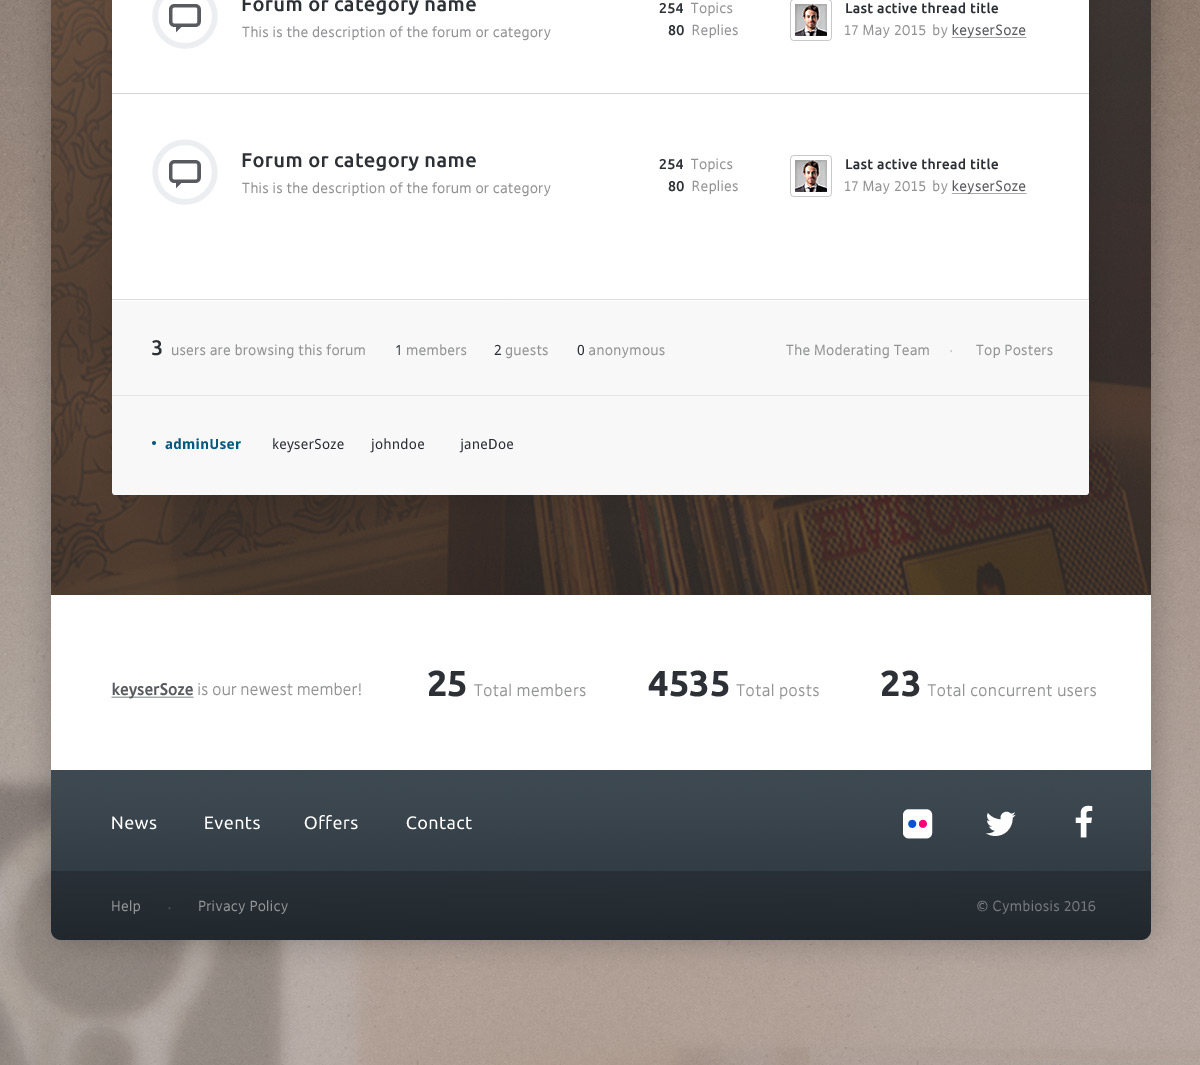 Forum or category name
254 Topics
Last active thread title
This is the description of the forum or category
80 Replies
17 May 2015 by keyserSoze
Forum or category name
254 Topics
Last active thread title
This is the description of the forum or category
80 Replies
17 May 2015 by keyserSoze
3 users are browsing this forum 1 members 2 guests 0 anonymous
The Moderating Team · Top Posters
• adminUser keyserSoze johndoe janeDoe
ELVIS
keyserSoze is our newest member!
25 Total members
4535 Total posts
23 Total concurrent users
News Events Offers Contact
Help · Privacy Policy
© Cymbiosis 2016